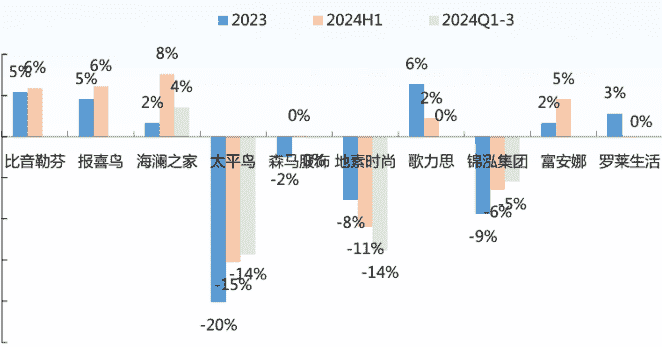 2023 2024H1 2024Q1-3
5% 6% 5% 6% 2% 8% 4% 0% 6% 2% 0% 2% 5% 3% 0%
比音勒芬 报喜鸟 海澜之家 太平鸟 森马服饰 地素时尚 歌力思 锦泓集团 富安娜 罗莱生活
0%
-2%
-20% -15% -14% -8% -11% -14% -9% -6% -5%